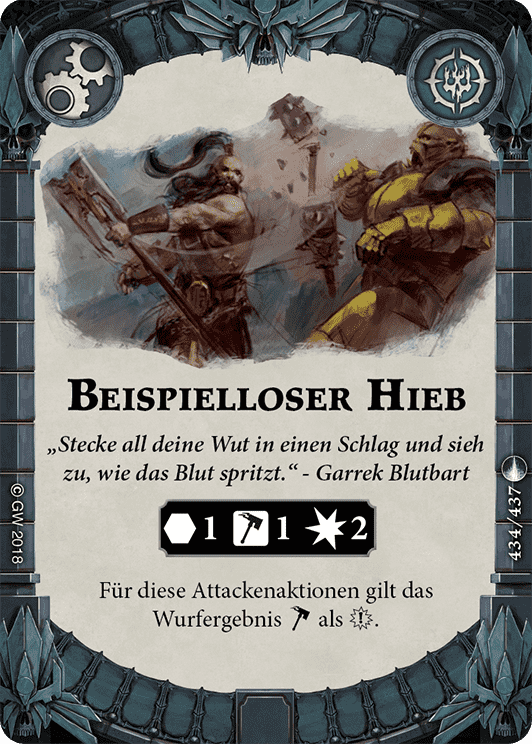 Beispielloser Hieb
„Stecke all deine Wut in einen Schlag und sieh
zu, wie das Blut spritzt.“ - Garrek Blutbart
1 1 2
Für diese Attackenaktionen gilt das
Wurfergebnis als .
© GW 2018
434/437